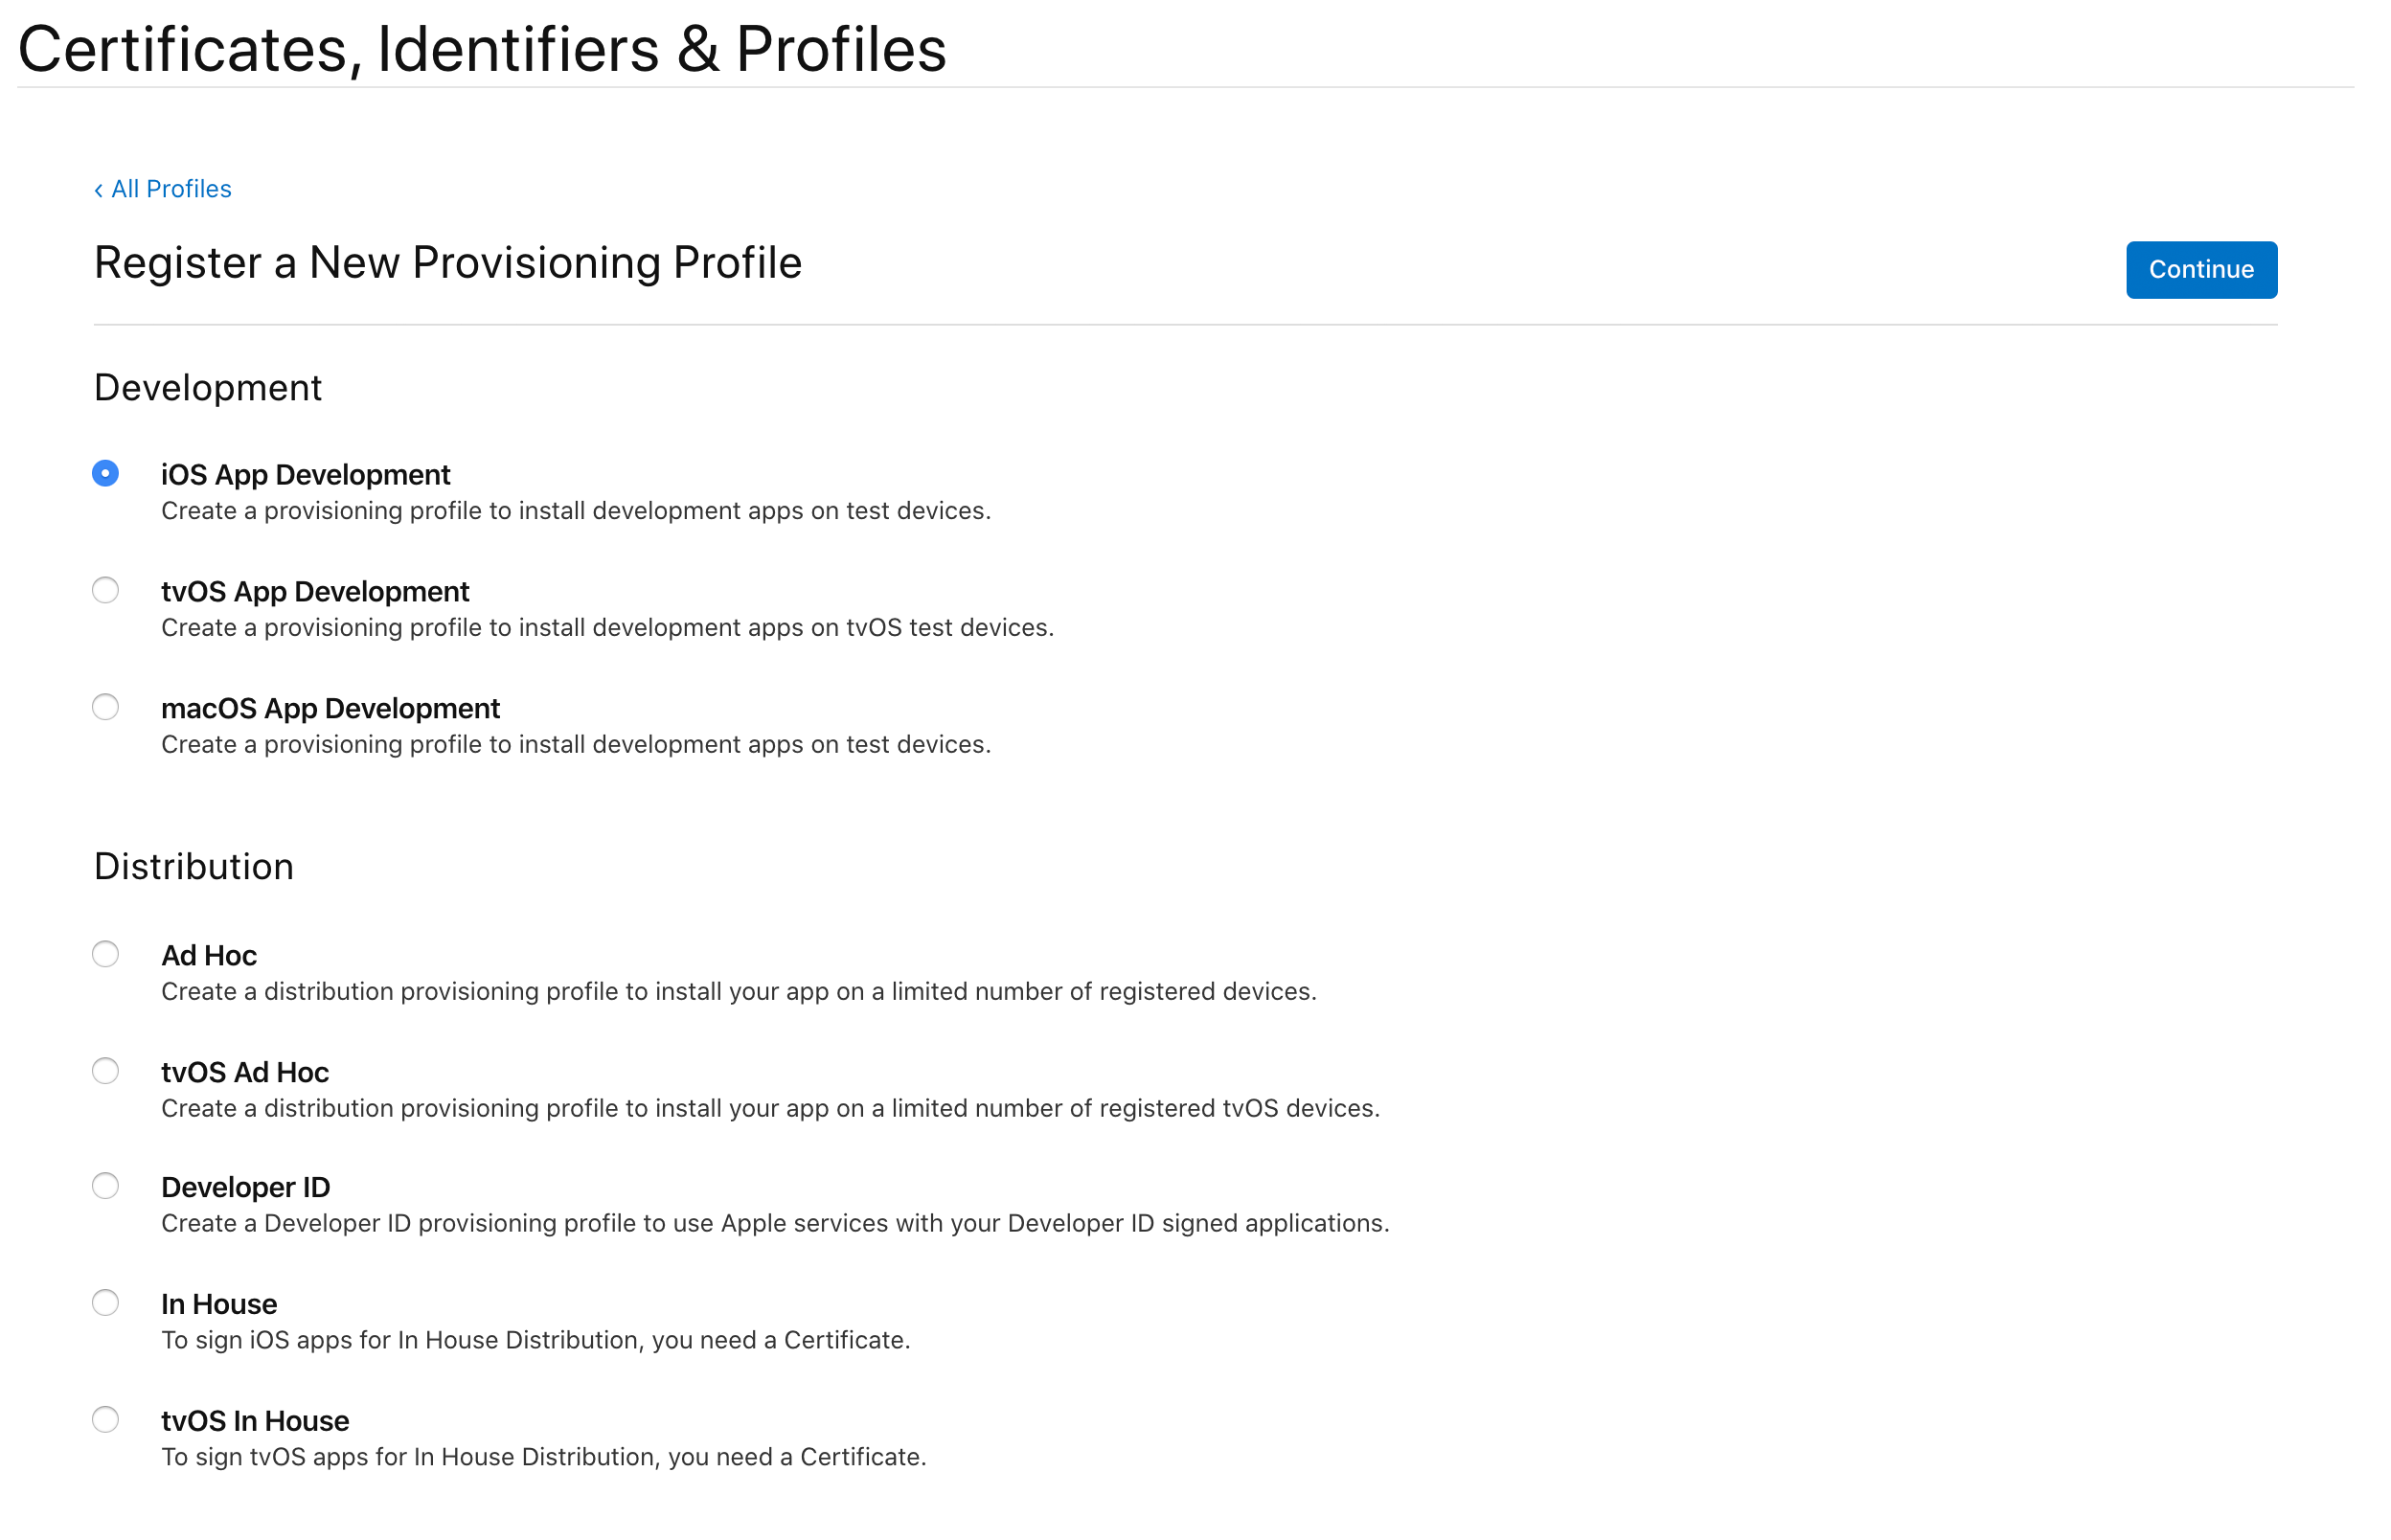 Certificates, Identifiers & Profiles
‹ All Profiles
Register a New Provisioning Profile
Continue
Development
iOS App Development
Create a provisioning profile to install development apps on test devices.
tvOS App Development
Create a provisioning profile to install development apps on tvOS test devices.
macOS App Development
Create a provisioning profile to install development apps on test devices.
Distribution
Ad Hoc
Create a distribution provisioning profile to install your app on a limited number of registered devices.
tvOS Ad Hoc
Create a distribution provisioning profile to install your app on a limited number of registered tvOS devices.
Developer ID
Create a Developer ID provisioning profile to use Apple services with your Developer ID signed applications.
In House
To sign iOS apps for In House Distribution, you need a Certificate.
tvOS In House
To sign tvOS apps for In House Distribution, you need a Certificate.